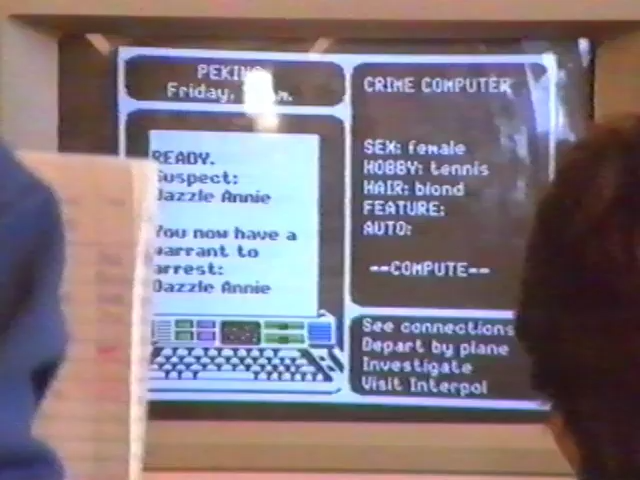 PEKING
Friday,
READY.
Suspect:
Dazzle Annie
You now have a
warrant to
arrest:
Dazzle Annie
CRIME COMPUTER
SEX: female
HOBBY: tennis
HAIR: blond
FEATURE:
AUTO:
--COMPUTE--
See connections
Depart by plane
Investigate
Visit Interpol